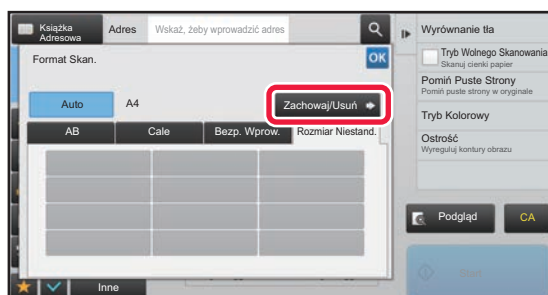 Książka
Adresowa
Adres
Wskaż, żeby wprowadzić adres
Format Skan.
OK
Auto
A4
Zachowaj/Usuń
AB
Cale
Bezp. Wprow.
Rozmiar Niestand.
Inne
Wyrównanie tła
Tryb Wolnego Skanowania
Skanuj cienki papier
Pomiń Puste Strony
Pomiń puste strony w oryginale
Tryb Kolorowy
Ostrość
Wyreguluj kontury obrazu
Podgląd
CA
Start